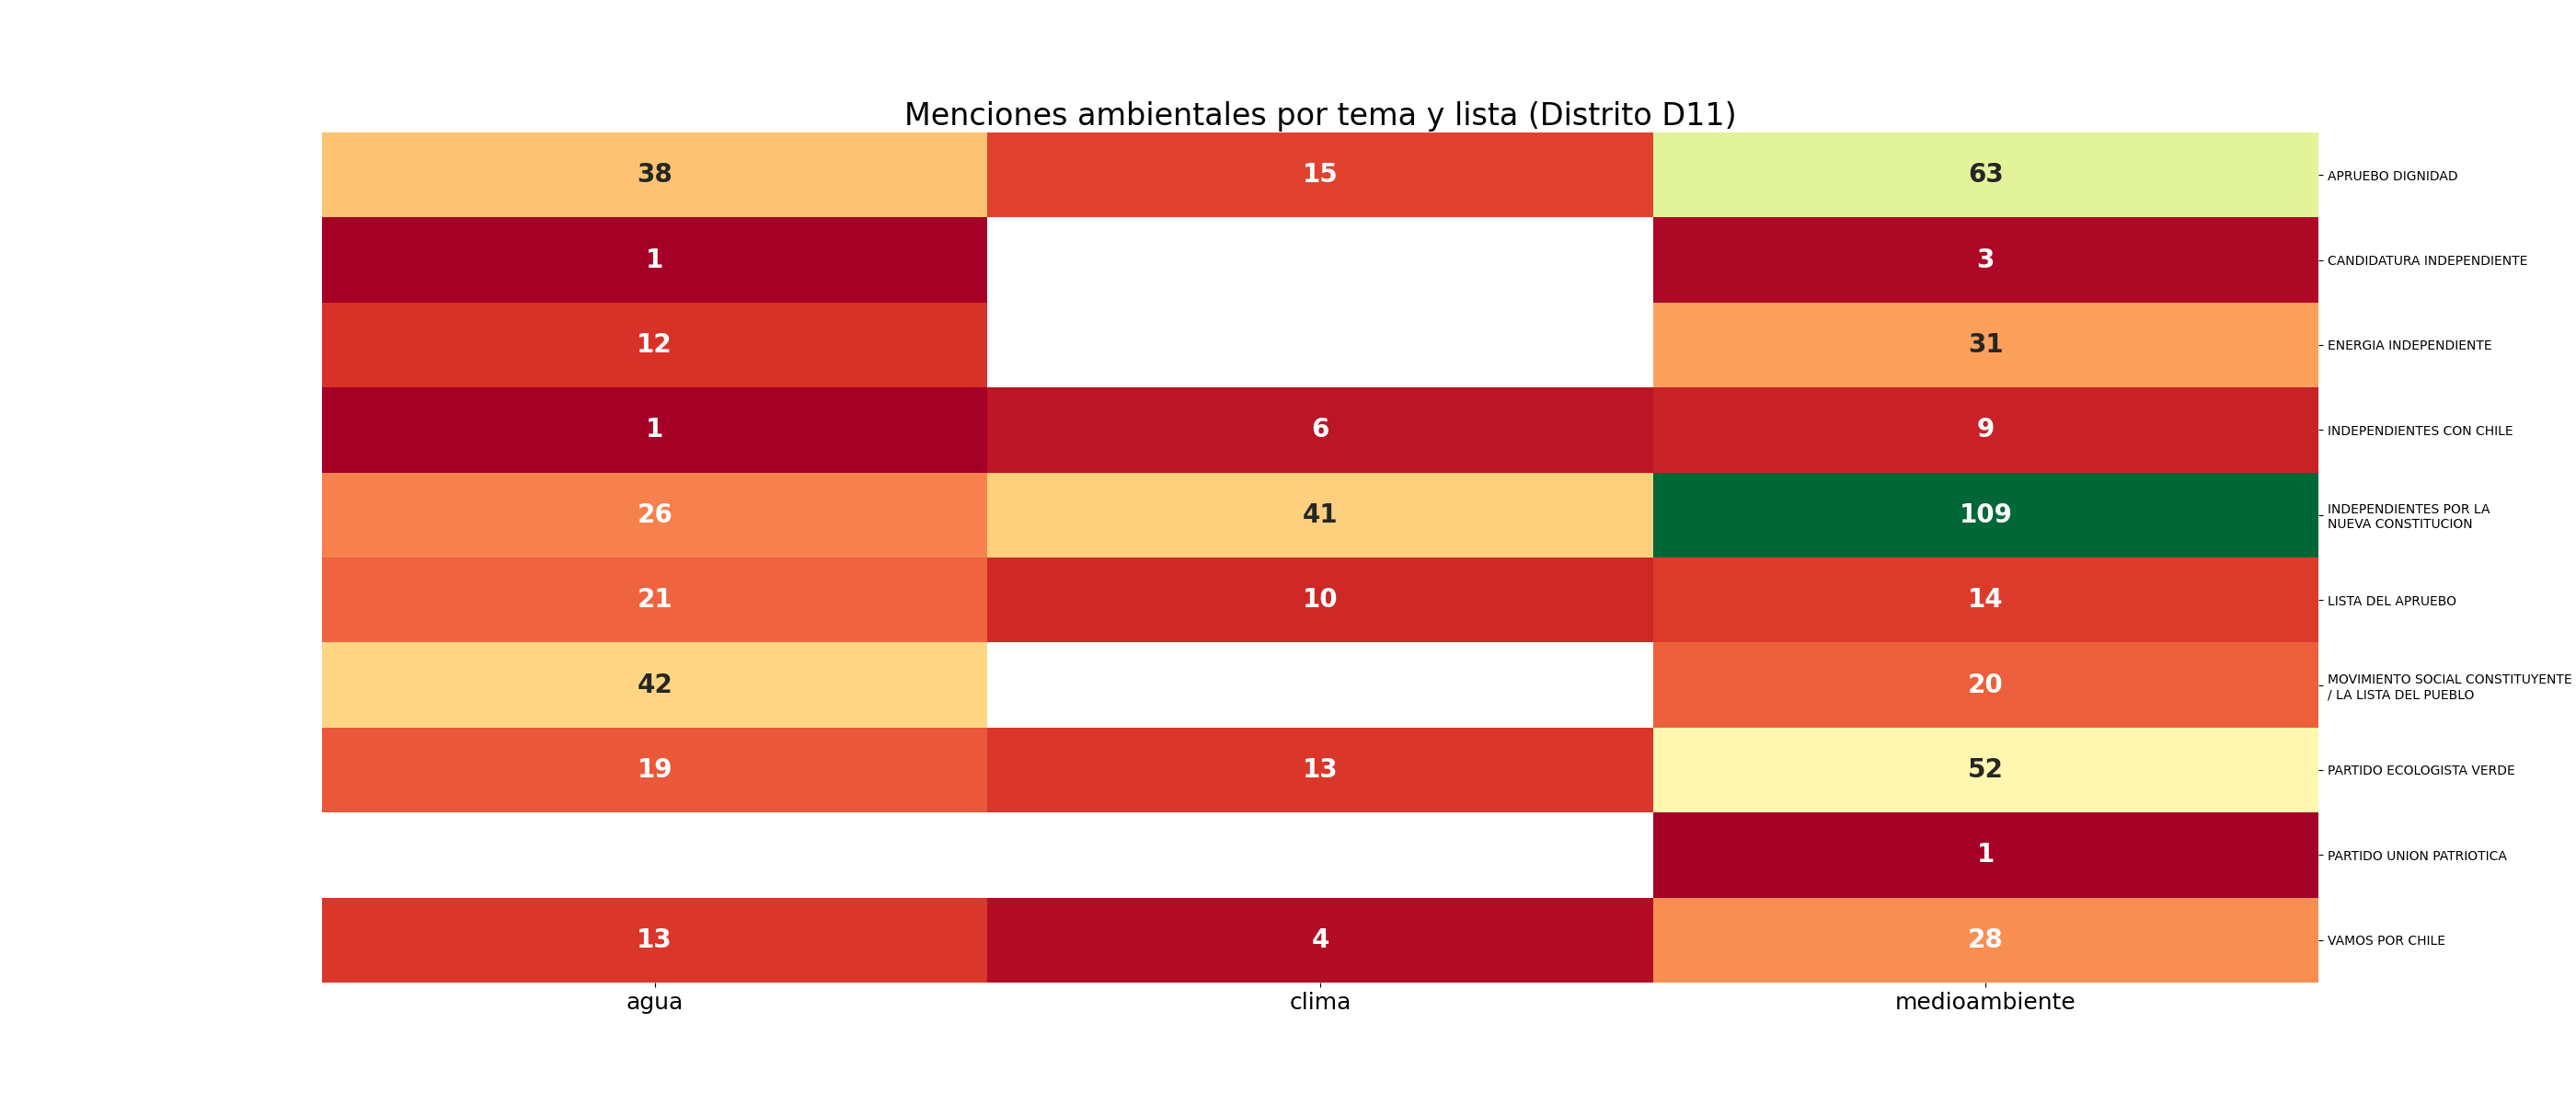 Menciones ambientales por tema y lista (Distrito D11)
38 15 63 APRUEBO DIGNIDAD
1 3 CANDIDATURA INDEPENDIENTE
12 31 ENERGIA INDEPENDIENTE
1 6 9 INDEPENDIENTES CON CHILE
26 41 109 INDEPENDIENTES POR LA
NUEVA CONSTITUCION
21 10 14 LISTA DEL APRUEBO
42 20 MOVIMIENTO SOCIAL CONSTITUYENTE
/ LA LISTA DEL PUEBLO
19 13 52 PARTIDO ECOLOGISTA VERDE
1 PARTIDO UNION PATRIOTICA
13 4 28 VAMOS POR CHILE
agua clima medioambiente